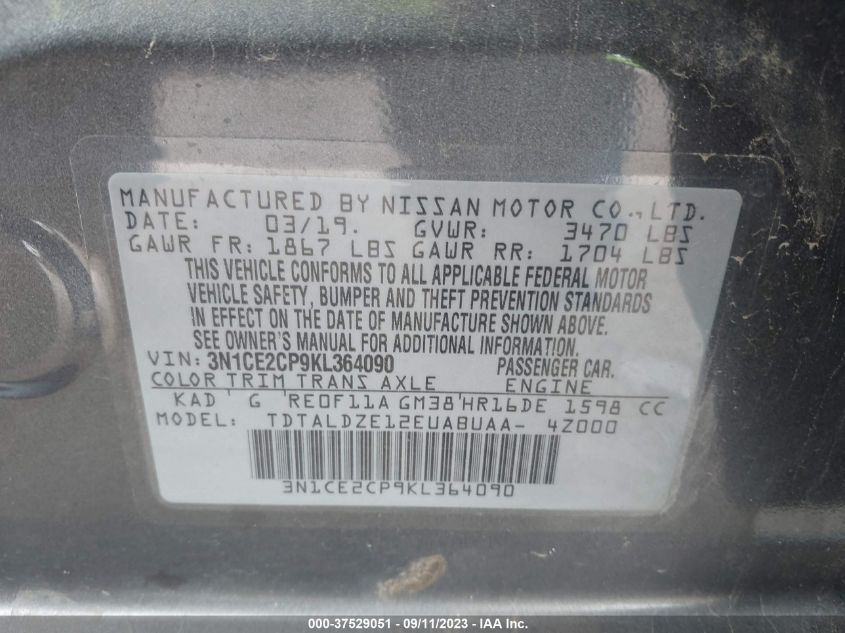 MANUFACTURED BY NISSAN MOTOR CO., LTD.
DATE: 03/19. GVWR: 3470 LBS
GAWR FR: 1867 LBS GAWR RR: 1704 LBS
THIS VEHICLE CONFORMS TO ALL APPLICABLE FEDERAL MOTOR
VEHICLE SAFETY, BUMPER AND THEFT PREVENTION STANDARDS
IN EFFECT ON THE DATE OF MANUFACTURE SHOWN ABOVE.
SEE OWNER'S MANUAL FOR ADDITIONAL INFORMATION.
VIN: 3N1CE2CP9KL364090 PASSENGER CAR.
COLOR TRIM TRANS AXLE ENGINE
KAD ' G 'RE0F11A GM38'HR16DE 1598 CC
MODEL: TDTALDZE12EUABUAA- 4Z000
3N1CE2CP9KL364090
000-37529051 - 09/11/2023 - IAA Inc.